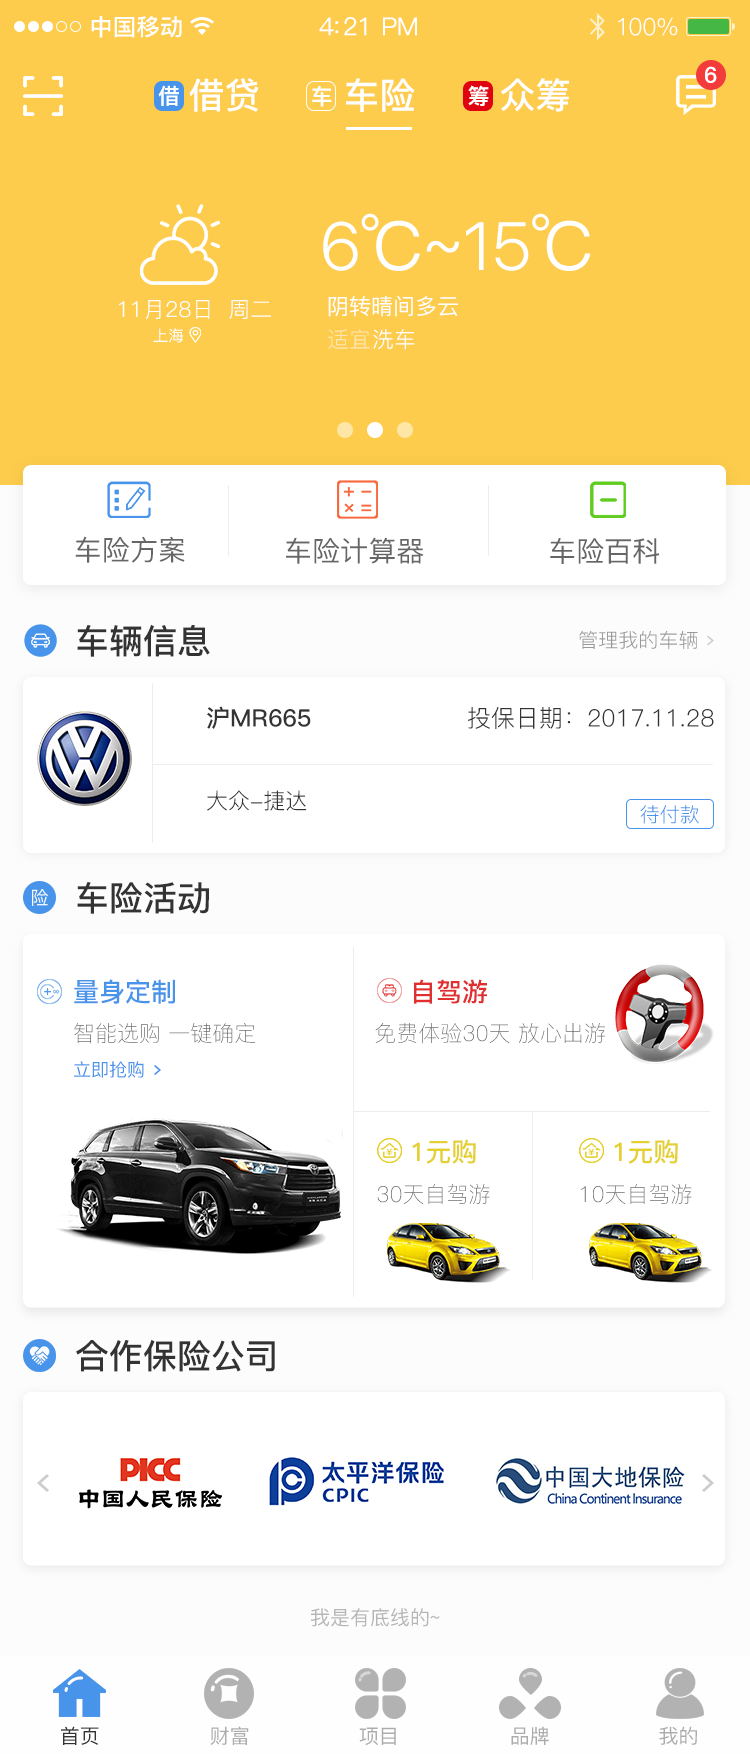 中国移动 4:21 PM 100%
借 借贷 车 车险 筹 众筹 6
6℃~15℃
11月28日 周二 阴转晴间多云
上海 适宜洗车
车险方案 车险计算器 车险百科
车辆信息 管理我的车辆 >
沪MR665 投保日期：2017.11.28
大众-捷达 待付款
险 车险活动
量身定制
智能选购 一键确定
立即抢购 >
自驾游
免费体验30天 放心出游
1元购 1元购
30天自驾游 10天自驾游
合作保险公司
PICC
中国人民保险
太平洋保险
CPIC
中国大地保险
China Continent Insurance
我是有底线的~
首页 财富 项目 品牌 我的